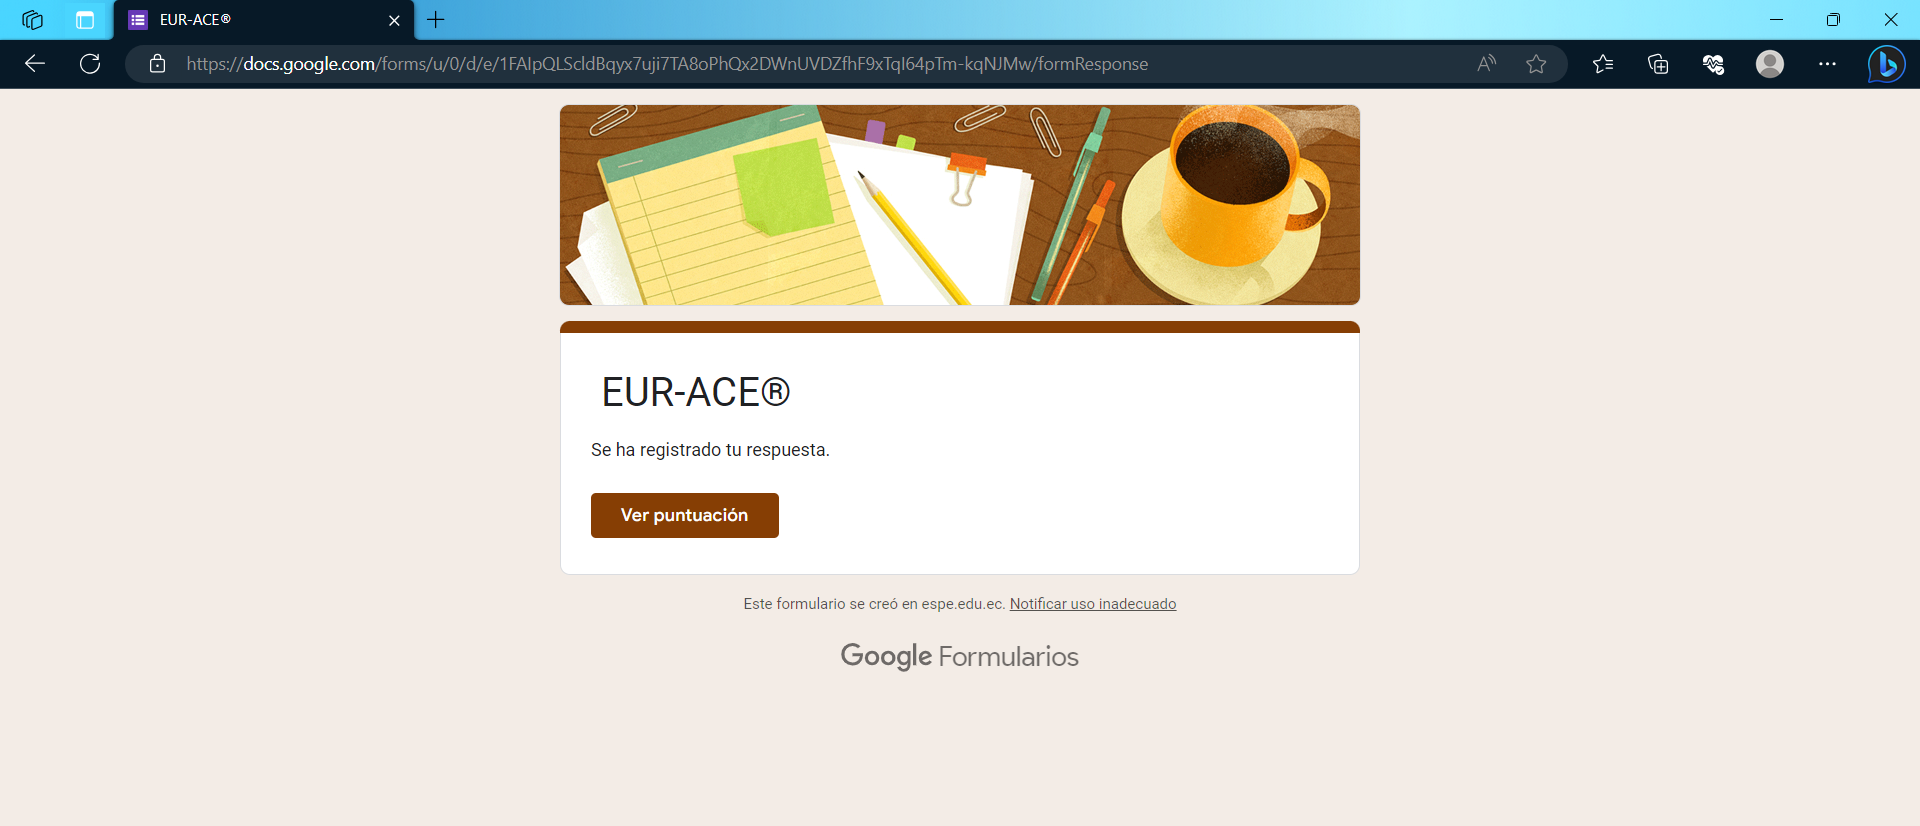 EUR-ACE®
https://docs.google.com/forms/u/0/d/e/1FAIpQLScldBqyx7uji7TA8oPhQx2DWnUVDZfhF9xTqI64pTm-kqNJMw/formResponse
EUR-ACE®
Se ha registrado tu respuesta.
Ver puntuación
Este formulario se creó en espe.edu.ec. Notificar uso inadecuado
Google Formularios